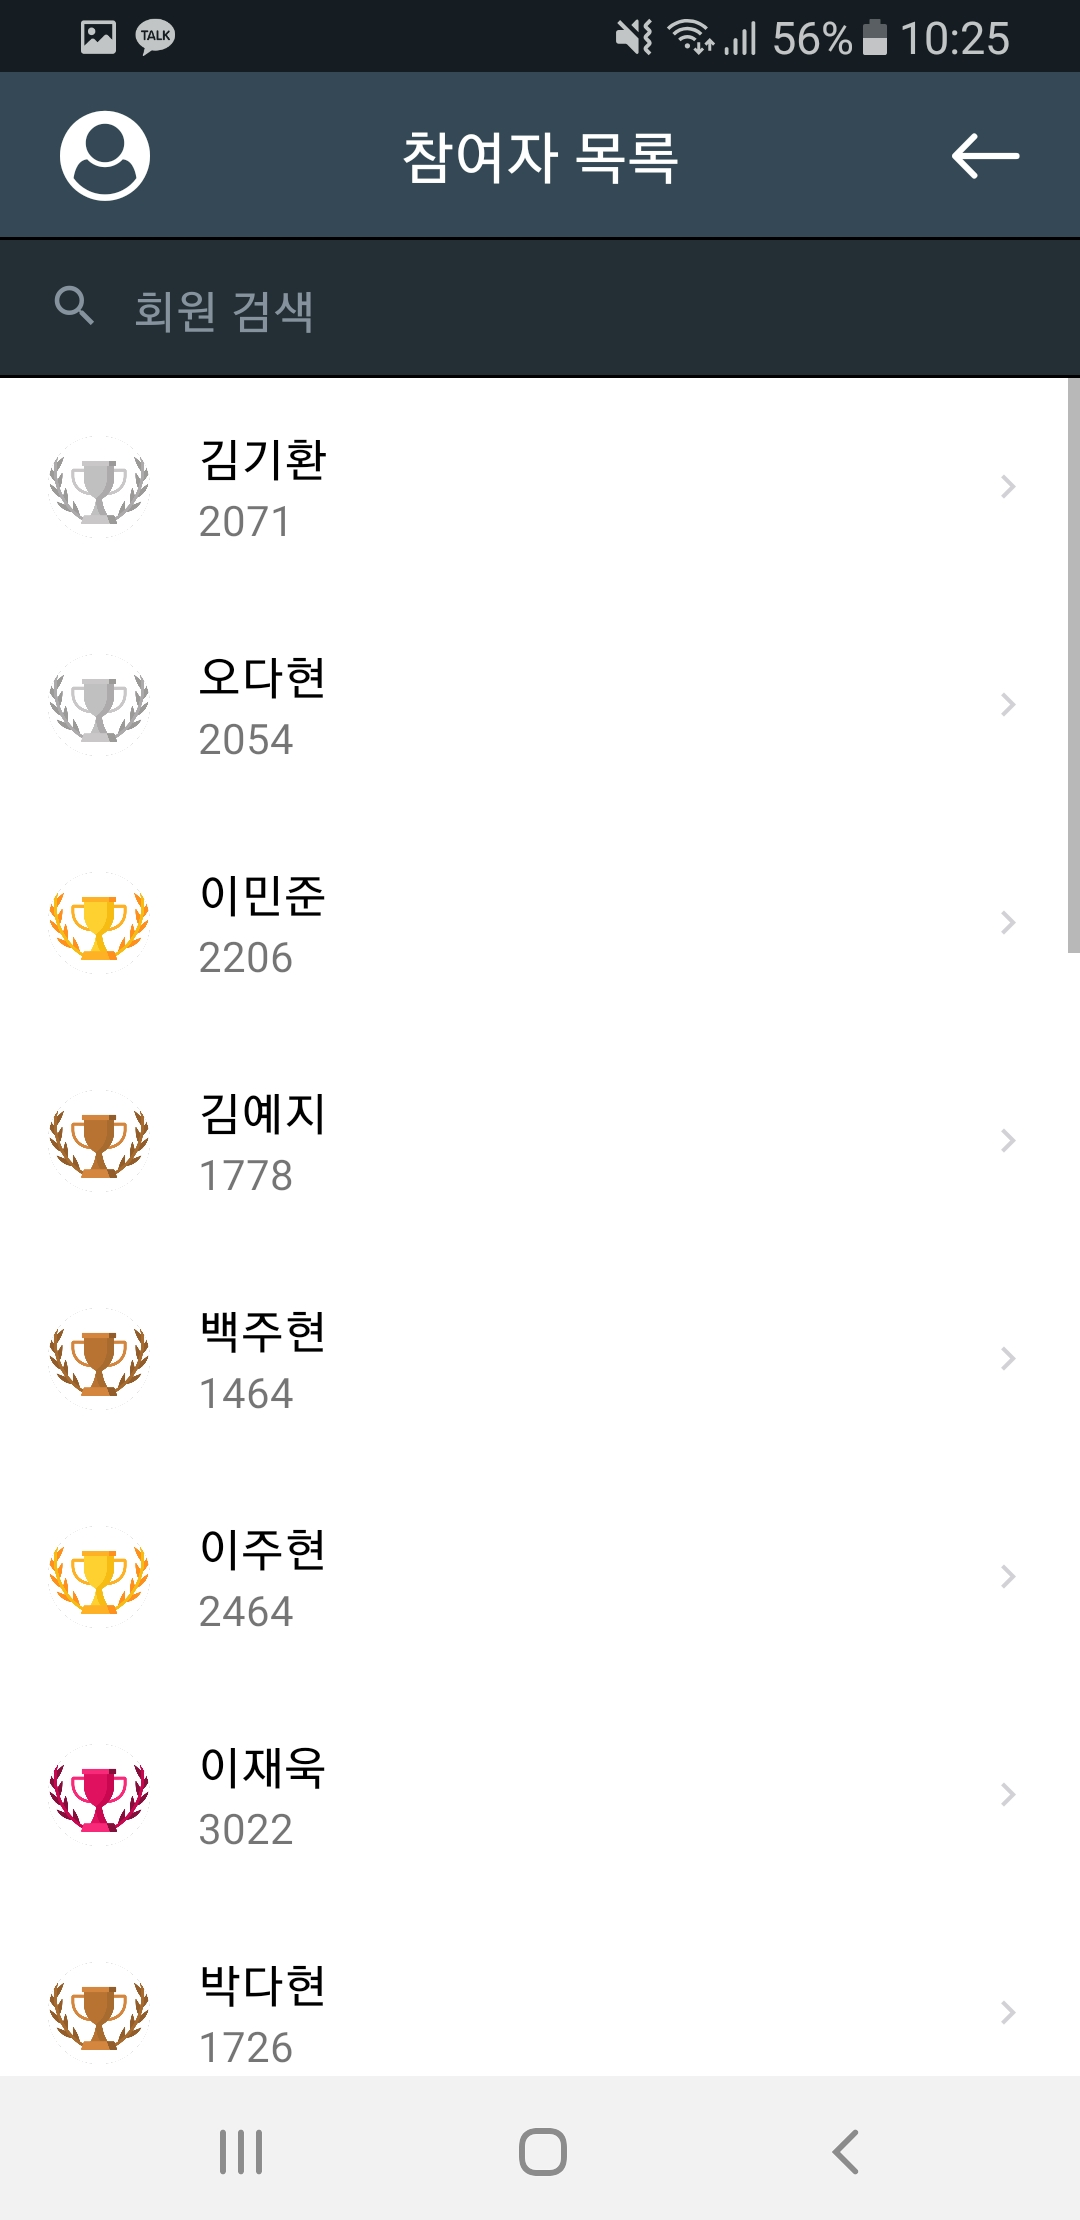 TALK 56% 10:25
참여자 목록
회원 검색
김기환
2071
오다현
2054
이민준
2206
김예지
1778
백주현
1464
이주현
2464
이재욱
3022
박다현
1726